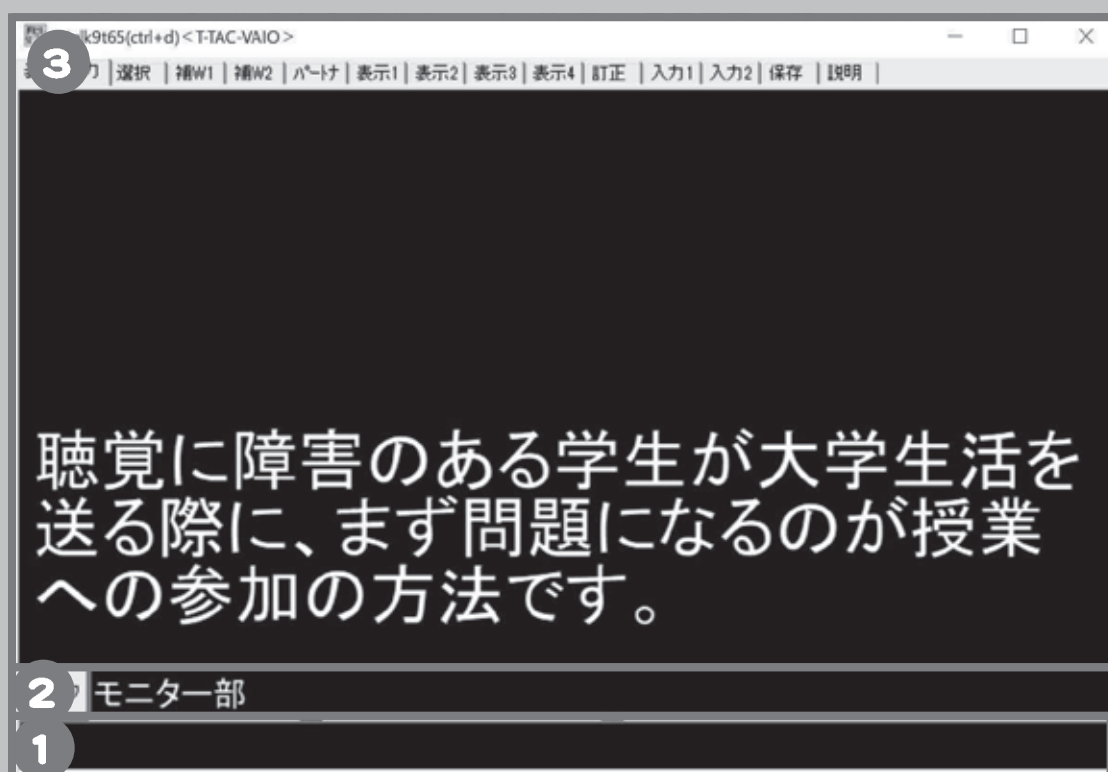 k9t65(ctrl+d)<T-TAC-VAIO>
3
選択 | 補W1 | 補W2 | パートナ | 表示1 | 表示2 | 表示3 | 表示4 | 訂正 | 入力1 | 入力2 | 保存 | 説明 |
聴覚に障害のある学生が大学生活を
送る際に、まず問題になるのが授業
への参加の方法です。
2 モニター部
1